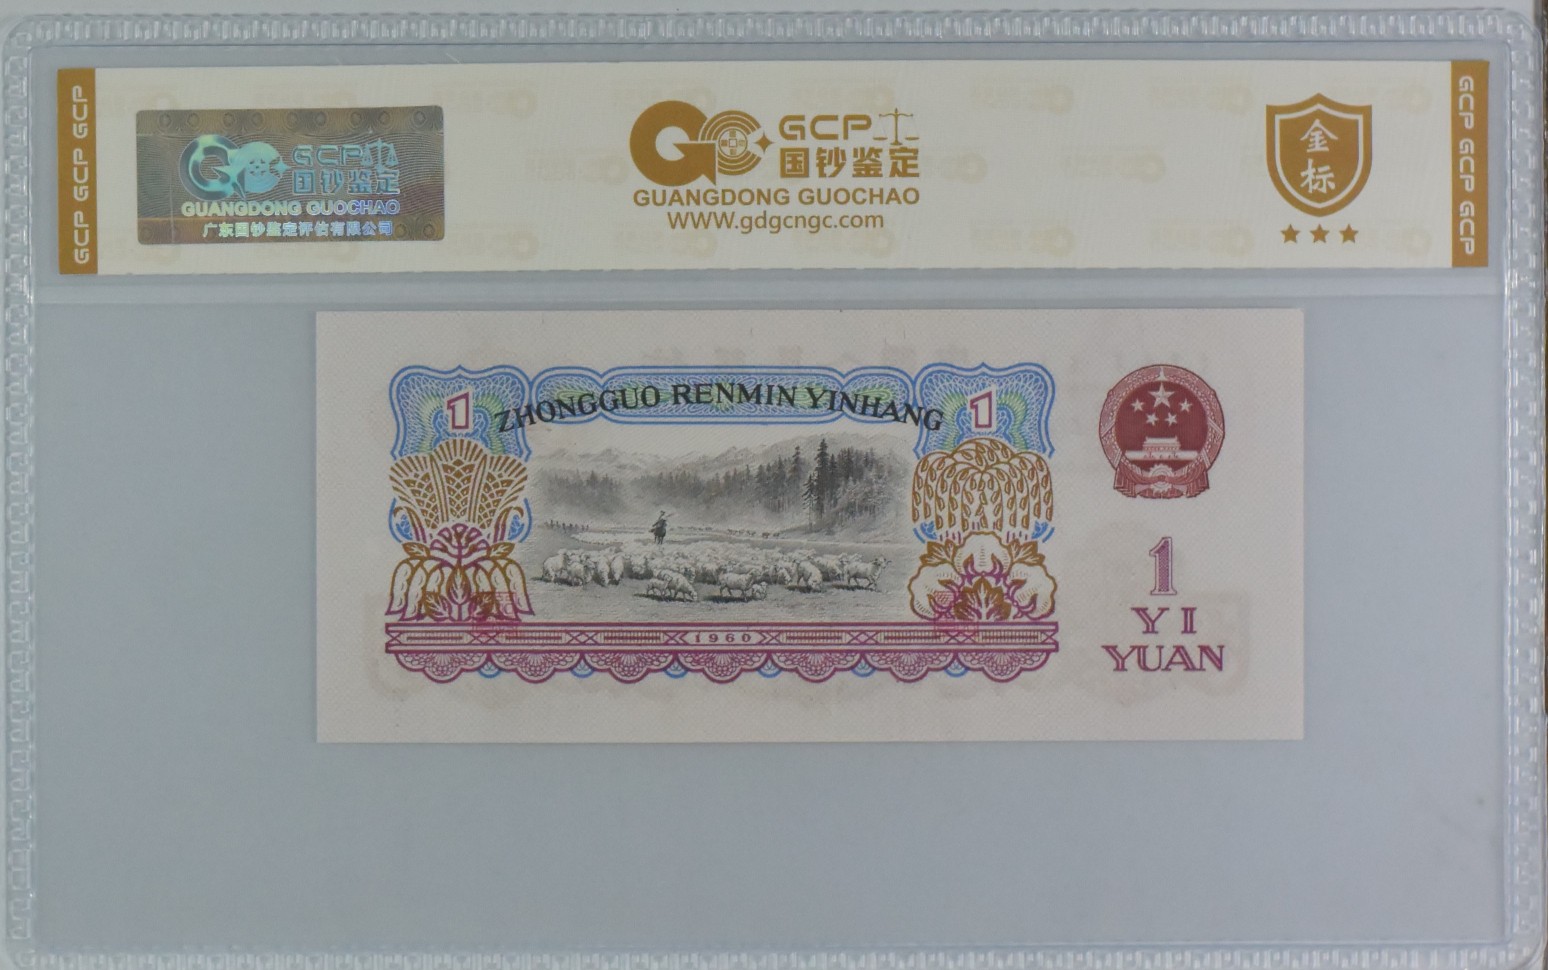 GCP GCP GCP
GCP
国钞鉴定
GUANGDONG GUOCHAO
广东国钞鉴定评估有限公司
GCP
国钞鉴定
GUANGDONG GUOCHAO
WWW.gdgcngc.com
金
标
GCP GCP GCP
1
ZHONGGUO RENMIN YINHANG
1
1960
1
YI
YUAN